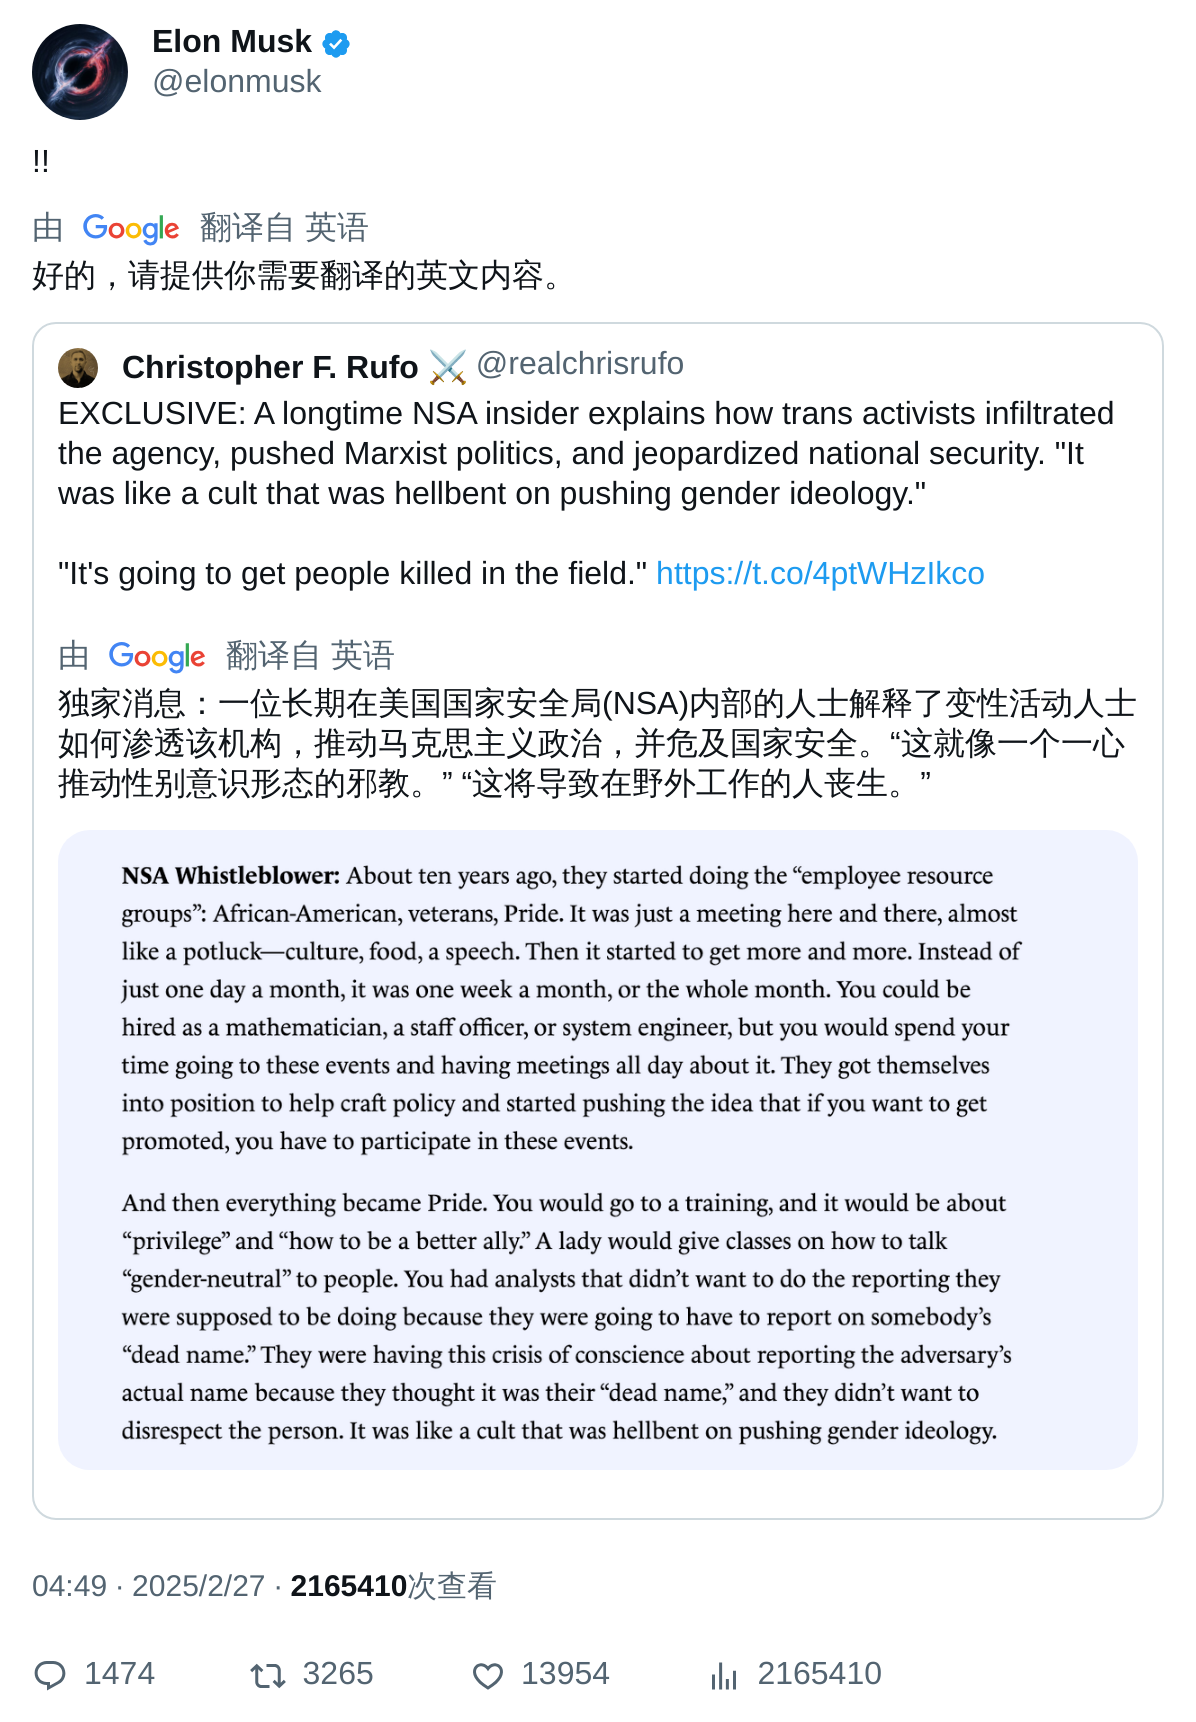 Elon Musk
@elonmusk
!!
由 Google 翻译自 英语
好的，请提供你需要翻译的英文内容。
Christopher F. Rufo ⚔️ @realchrisrufo
EXCLUSIVE: A longtime NSA insider explains how trans activists infiltrated
the agency, pushed Marxist politics, and jeopardized national security. "It
was like a cult that was hellbent on pushing gender ideology."
"It's going to get people killed in the field." https://t.co/4ptWHzIkco
由 Google 翻译自 英语
独家消息：一位长期在美国国家安全局(NSA)内部的人士解释了变性活动人士
如何渗透该机构，推动马克思主义政治，并危及国家安全。“这就像一个一心
推动性别意识形态的邪教。” “这将导致在野外工作的人丧生。”
NSA Whistleblower: About ten years ago, they started doing the “employee resource
groups”: African-American, veterans, Pride. It was just a meeting here and there, almost
like a potluck—culture, food, a speech. Then it started to get more and more. Instead of
just one day a month, it was one week a month, or the whole month. You could be
hired as a mathematician, a staff officer, or system engineer, but you would spend your
time going to these events and having meetings all day about it. They got themselves
into position to help craft policy and started pushing the idea that if you want to get
promoted, you have to participate in these events.
And then everything became Pride. You would go to a training, and it would be about
“privilege” and “how to be a better ally.” A lady would give classes on how to talk
“gender-neutral” to people. You had analysts that didn’t want to do the reporting they
were supposed to be doing because they were going to have to report on somebody’s
“dead name.” They were having this crisis of conscience about reporting the adversary’s
actual name because they thought it was their “dead name,” and they didn’t want to
disrespect the person. It was like a cult that was hellbent on pushing gender ideology.
04:49 · 2025/2/27 · 2165410次查看
1474 3265 13954 2165410